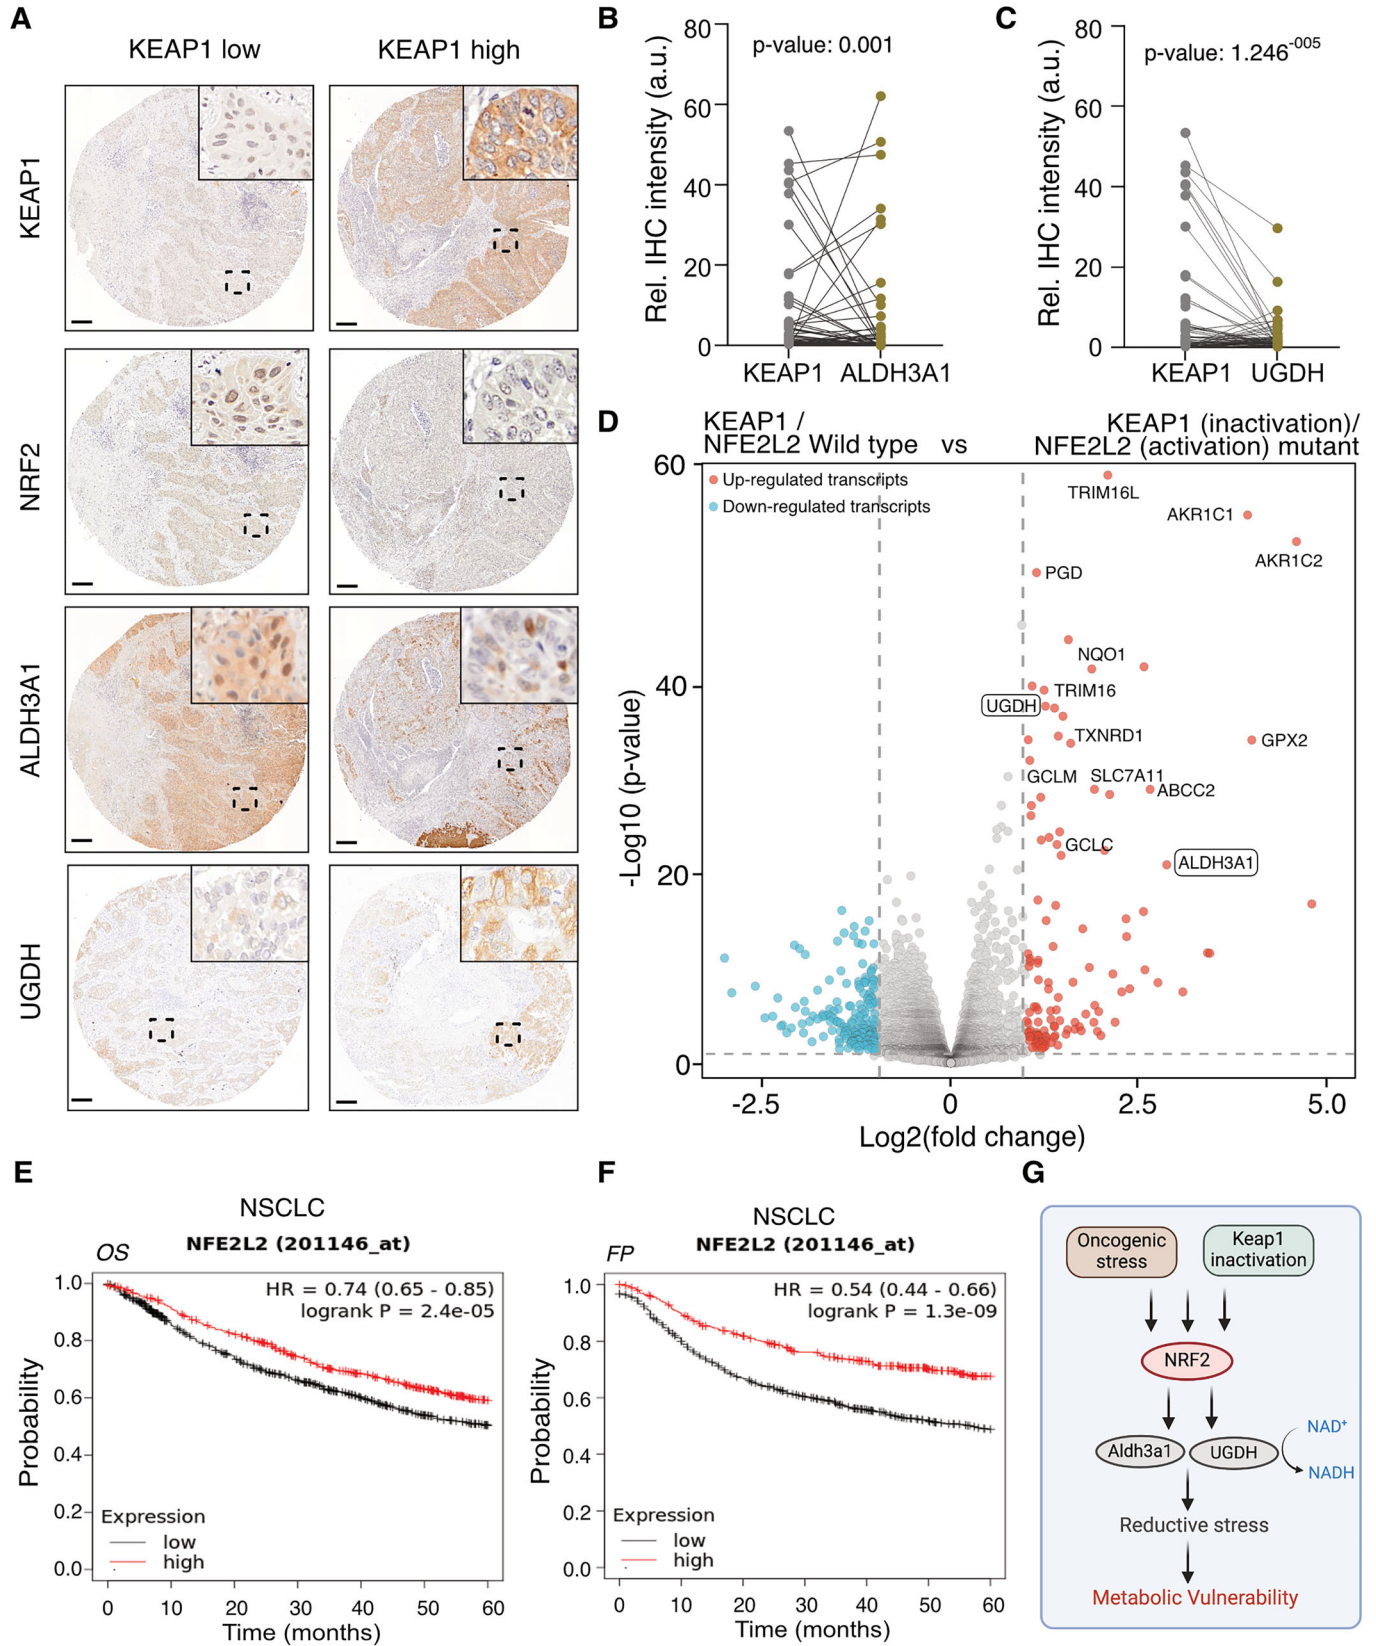 A
KEAP1 low
KEAP1 high
KEAP1
NRF2
ALDH3A1
UGDH
B
80
60
40
20
0
Rel. IHC intensity (a.u.)
p-value: 0.001
KEAP1
ALDH3A1
C
80
60
40
20
0
Rel. IHC intensity (a.u.)
p-value: 1.246-005
KEAP1
UGDH
D
KEAP1 /
NFE2L2 Wild type
vs
KEAP1 (inactivation)/
NFE2L2 (activation) mutant
Up-regulated transcripts
Down-regulated transcripts
60
40
20
0
-Log10 (p-value)
TRIM16L
AKR1C1
AKR1C2
PGD
NQO1
TRIM16
UGDH
TXNRD1
GPX2
GCLM
SLC7A11
ABCC2
GCLC
ALDH3A1
-2.5
0
2.5
5.0
Log2(fold change)
E
NSCLC
OS
NFE2L2 (201146_at)
HR = 0.74 (0.65 - 0.85)
logrank P = 2.4e-05
1.0
0.8
0.6
0.4
0.2
0.0
Probability
Expression
low
high
0
10
20
30
40
50
60
Time (months)
F
NSCLC
FP
NFE2L2 (201146_at)
HR = 0.54 (0.44 - 0.66)
logrank P = 1.3e-09
1.0
0.8
0.6
0.4
0.2
0.0
Probability
Expression
low
high
0
10
20
30
40
50
60
Time (months)
G
Oncogenic
stress
Keap1
inactivation
NRF2
Aldh3a1
UGDH
NAD+
NADH
Reductive stress
Metabolic Vulnerability